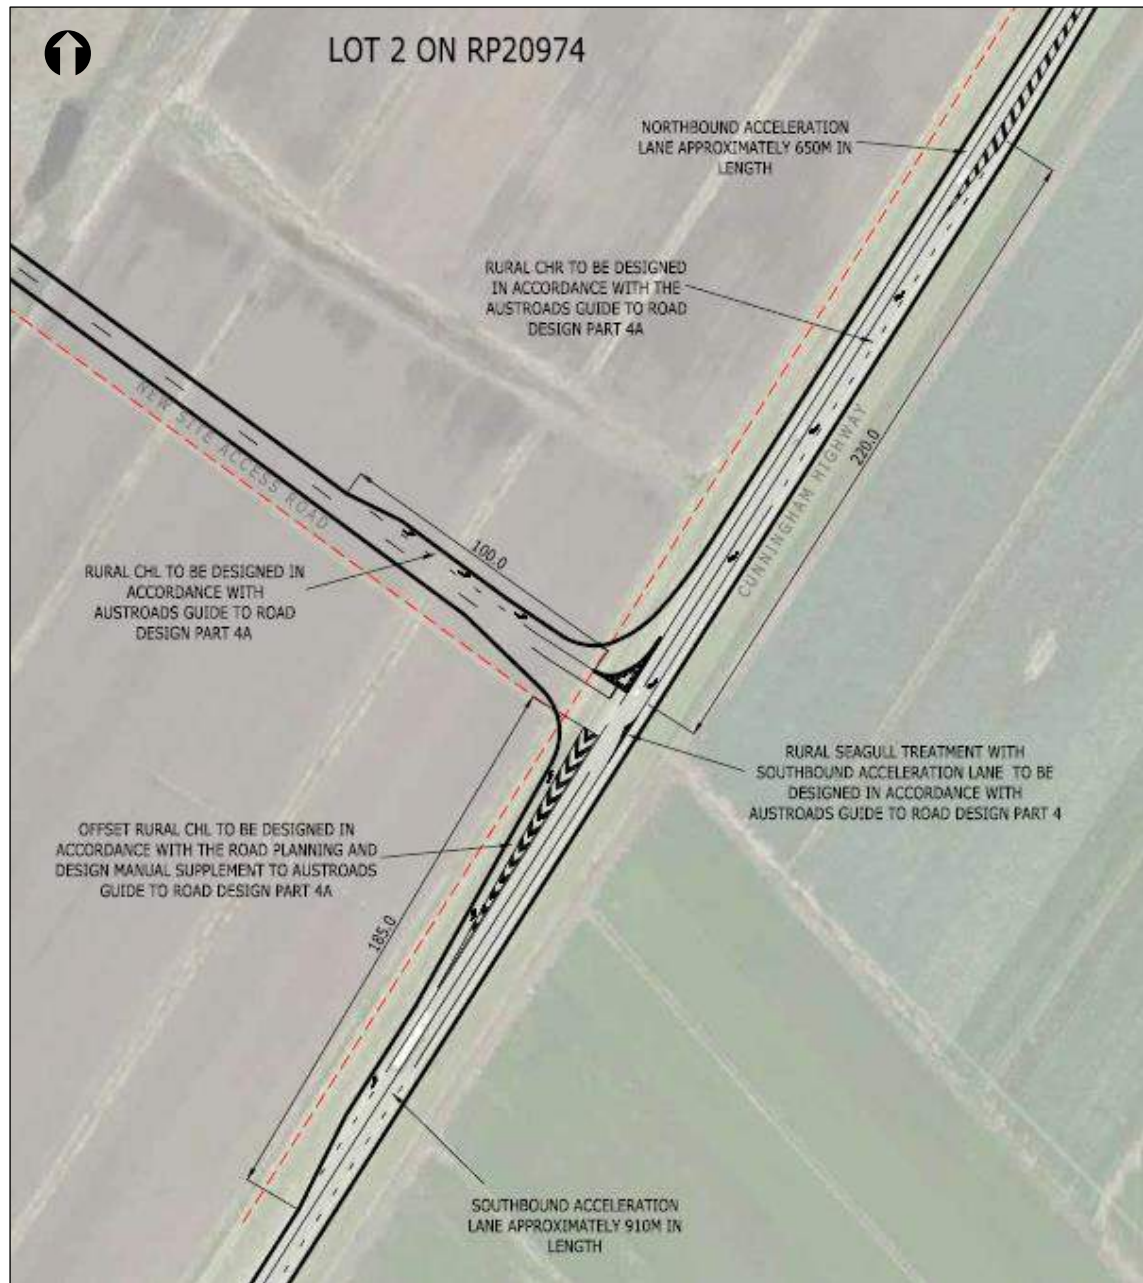 LOT 2 ON RP20974
NORTHBOUND ACCELERATION
LANE APPROXIMATELY 650M IN
LENGTH
RURAL CHR TO BE DESIGNED
IN ACCORDANCE WITH THE
AUSTROADS GUIDE TO ROAD
DESIGN PART 4A
NEW SITE ACCESS ROAD
CUNNINGHAM HIGHWAY
220.0
100.0
RURAL CHL TO BE DESIGNED IN
ACCORDANCE WITH
AUSTROADS GUIDE TO ROAD
DESIGN PART 4A
RURAL SEAGULL TREATMENT WITH
SOUTHBOUND ACCELERATION LANE TO BE
DESIGNED IN ACCORDANCE WITH
AUSTROADS GUIDE TO ROAD DESIGN PART 4
OFFSET RURAL CHL TO BE DESIGNED IN
ACCORDANCE WITH THE ROAD PLANNING AND
DESIGN MANUAL SUPPLEMENT TO AUSTROADS
GUIDE TO ROAD DESIGN PART 4A
185.0
SOUTHBOUND ACCELERATION
LANE APPROXIMATELY 910M IN
LENGTH